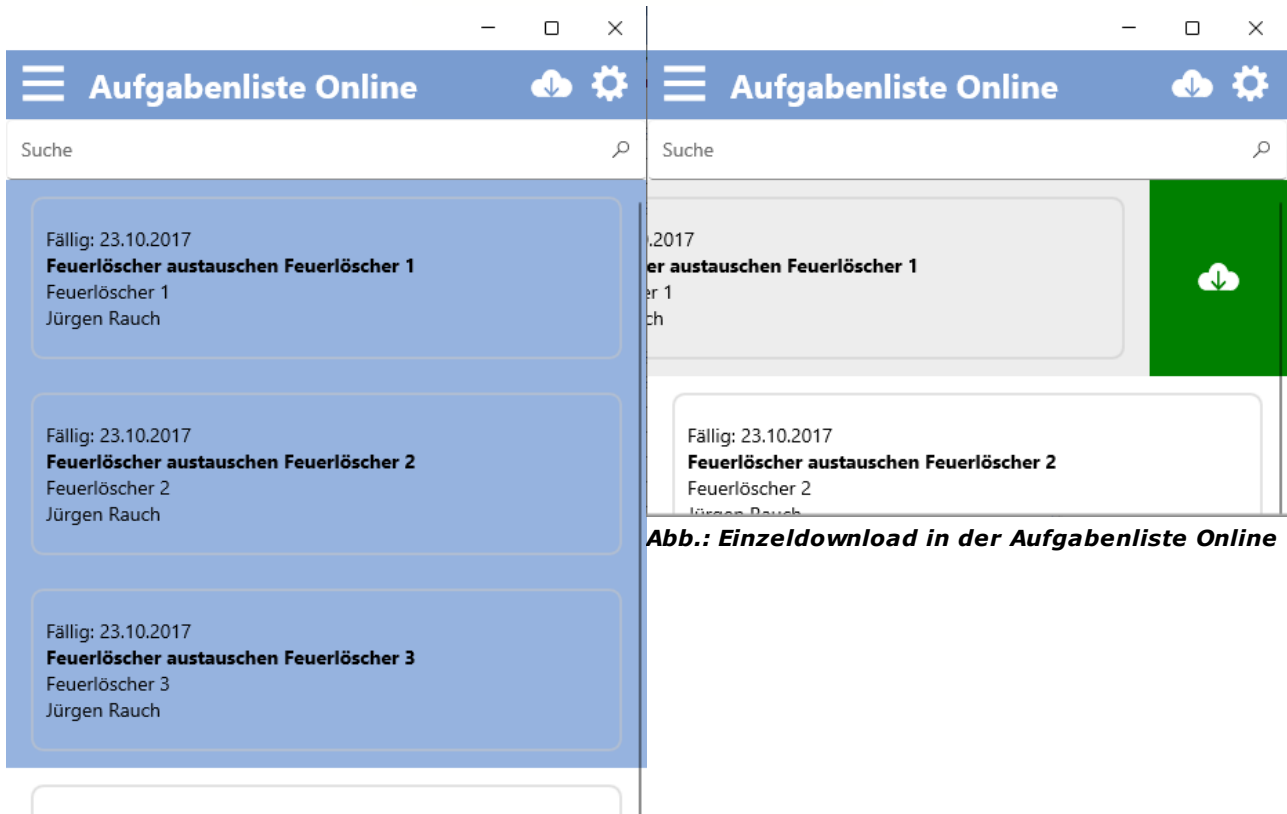 Aufgabenliste Online
Suche
Fällig: 23.10.2017
Feuerlöscher austauschen Feuerlöscher 1
Feuerlöscher 1
Jürgen Rauch
Fällig: 23.10.2017
Feuerlöscher austauschen Feuerlöscher 2
Feuerlöscher 2
Jürgen Rauch
Fällig: 23.10.2017
Feuerlöscher austauschen Feuerlöscher 3
Feuerlöscher 3
Jürgen Rauch
Aufgabenliste Online
Suche
.2017
er austauschen Feuerlöscher 1
er 1
ch
Fällig: 23.10.2017
Feuerlöscher austauschen Feuerlöscher 2
Feuerlöscher 2
Jürgen Rauch
Abb.: Einzeldownload in der Aufgabenliste Online